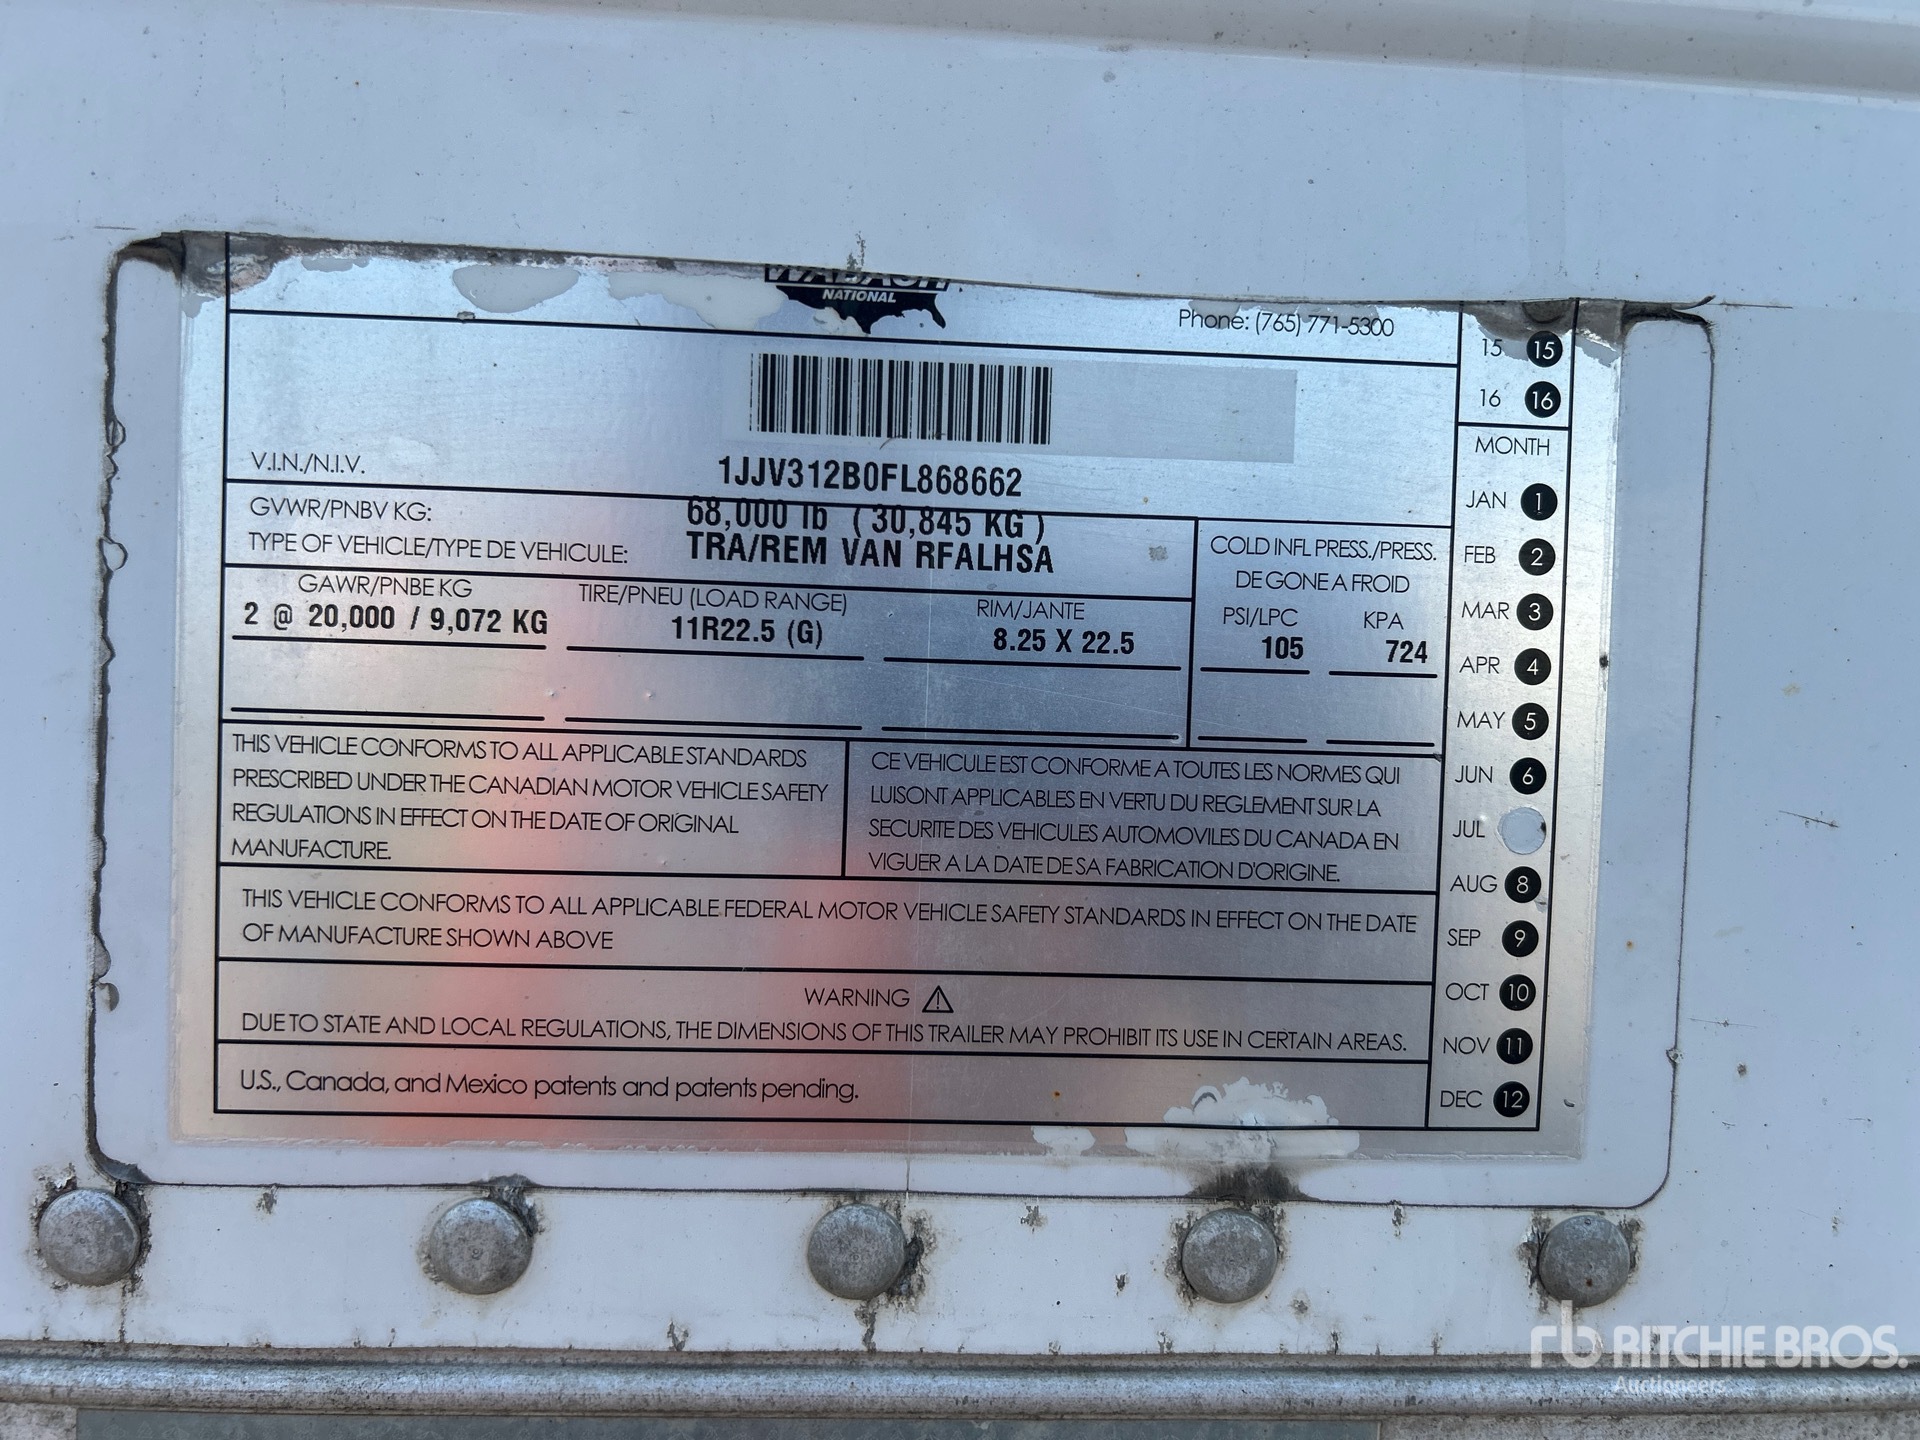 WABASH
NATIONAL
Phone: (765) 771-5300
15 15
16 16
V.I.N./N.I.V.
1JJV312B0FL868662
GVWR/PNBV KG: 68,000 lb ( 30,845 KG )
TYPE OF VEHICLE/TYPE DE VEHICULE: TRA/REM VAN RFALHSA
GAWR/PNBE KG TIRE/PNEU (LOAD RANGE) RIM/JANTE
2 @ 20,000 / 9,072 KG 11R22.5 (G) 8.25 X 22.5
COLD INFL PRESS./PRESS.
DE GONE A FROID
PSI/LPC KPA
105 724
THIS VEHICLE CONFORMS TO ALL APPLICABLE STANDARDS
PRESCRIBED UNDER THE CANADIAN MOTOR VEHICLE SAFETY
REGULATIONS IN EFFECT ON THE DATE OF ORIGINAL
MANUFACTURE.
CE VEHICULE EST CONFORME A TOUTES LES NORMES QUI
LUISONT APPLICABLES EN VERTU DU REGLEMENT SUR LA
SECURITE DES VEHICULES AUTOMOVILES DU CANADA EN
VIGUER A LA DATE DE SA FABRICATION D'ORIGINE.
THIS VEHICLE CONFORMS TO ALL APPLICABLE FEDERAL MOTOR VEHICLE SAFETY STANDARDS IN EFFECT ON THE DATE
OF MANUFACTURE SHOWN ABOVE
WARNING
DUE TO STATE AND LOCAL REGULATIONS, THE DIMENSIONS OF THIS TRAILER MAY PROHIBIT ITS USE IN CERTAIN AREAS.
U.S., Canada, and Mexico patents and patents pending.
MONTH
JAN 1
FEB 2
MAR 3
APR 4
MAY 5
JUN 6
JUL
AUG 8
SEP 9
OCT 10
NOV 11
DEC 12
rb RITCHIE BROS.
Auctioneers